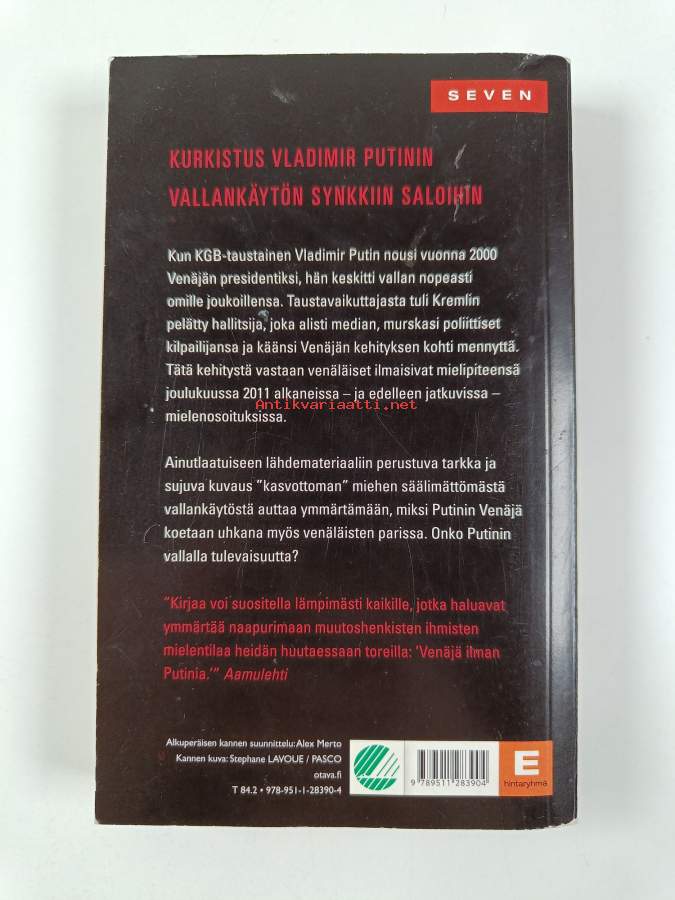 SEVEN
KURKISTUS VLADIMIR PUTININ
VALLANKÄYTÖN SYNKKIIN SALOIHIN
Kun KGB-taustainen Vladimir Putin nousi vuonna 2000
Venäjän presidentiksi, hän keskitti vallan nopeasti
omille joukoillensa. Taustavaikuttajasta tuli Kremlin
pelätty hallitsija, joka alisti median, murskasi poliittiset
kilpailijansa ja käänsi Venäjän kehityksen kohti mennyttä.
Tätä kehitystä vastaan venäläiset ilmaisivat mielipiteensä
joulukuussa 2011 alkaneissa – ja edelleen jatkuvissa –
Antikvariaatti.net
mielenosoituksissa.
Ainutlaatuiseen lähdemateriaaliin perustuva tarkka ja
sujuva kuvaus ”kasvottoman” miehen säälimättömästä
vallankäytöstä auttaa ymmärtämään, miksi Putinin Venäjä
koetaan uhkana myös venäläisten parissa. Onko Putinin
vallalla tulevaisuutta?
”Kirjaa voi suositella lämpimästi kaikille, jotka haluavat
ymmärtää naapurimaan muutoshenkisten ihmisten
mielentilaa heidän huutaessaan toreilla: ’Venäjä ilman
Putinia.’” Aamulehti
Alkuperäisen kannen suunnittelu: Alex Merto
Kannen kuva: Stephane LAVOUE / PASCO
otava.fi
T 84.2 • 978-951-1-28390-4
9 789511 283904
E
hintaryhmä